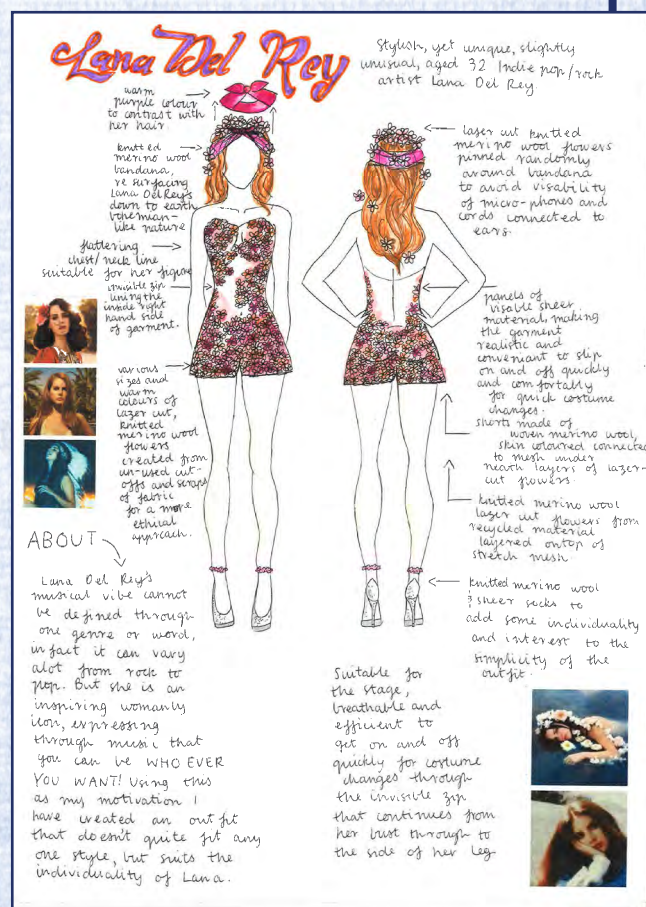 Lana Del Rey
Stylish, yet unique, slightly
unusual, aged 32 Indie pop/rock
artist Lana Del Rey.
warm
purple colour
to contrast with
her hair.
knitted
merino wool
bandana,
re surfacing
Lana Del Rey's
down to earth
bohemian-
like nature
flattering
chest/neck line
suitable for her figure
invisible zip
lining the
inside right
hand side
of garment.
various
sizes and
warm
colours of
lazer cut,
knitted
merino wool
flowers
created from
un-used cut-
offs and scraps
of fabric
for a more
ethical
approach.
lazer cut knitted
merino wool flowers
pinned randomly
around bandana
to avoid visability
of micro-phones and
cords connected to
ears.
panels of
visable sheer
material, making
the garment
realistic and
conveniant to slip
on and off quickly
and comfortably
for quick costume
changes.
shorts made of
woven merino wool,
skin coloured connected
to mesh under
neath layers of lazer-
cut flowers.
knitted merino wool
lazer cut flowers from
recycled material
layered ontop of
stretch mesh
knitted merino wool
& sheer socks to
add some individuality
and interest to the
simplicity of the
outfit.
ABOUT
Lana Del Rey's
musical vibe cannot
be defined through
one genre or word,
infact it can vary
alot from rock to
pop. But she is an
inspiring womanly
icon, expressing
through music that
you can be WHO EVER
YOU WANT! Using this
as my motivation I
have created an outfit
that doesn't quite fit any
one style, but suits the
individuality of Lana.
Suitable for
the stage,
breathable and
efficient to
get on and off
quickly for costume
changes through
the invisible zip
that continues from
her bust through to
the side of her leg